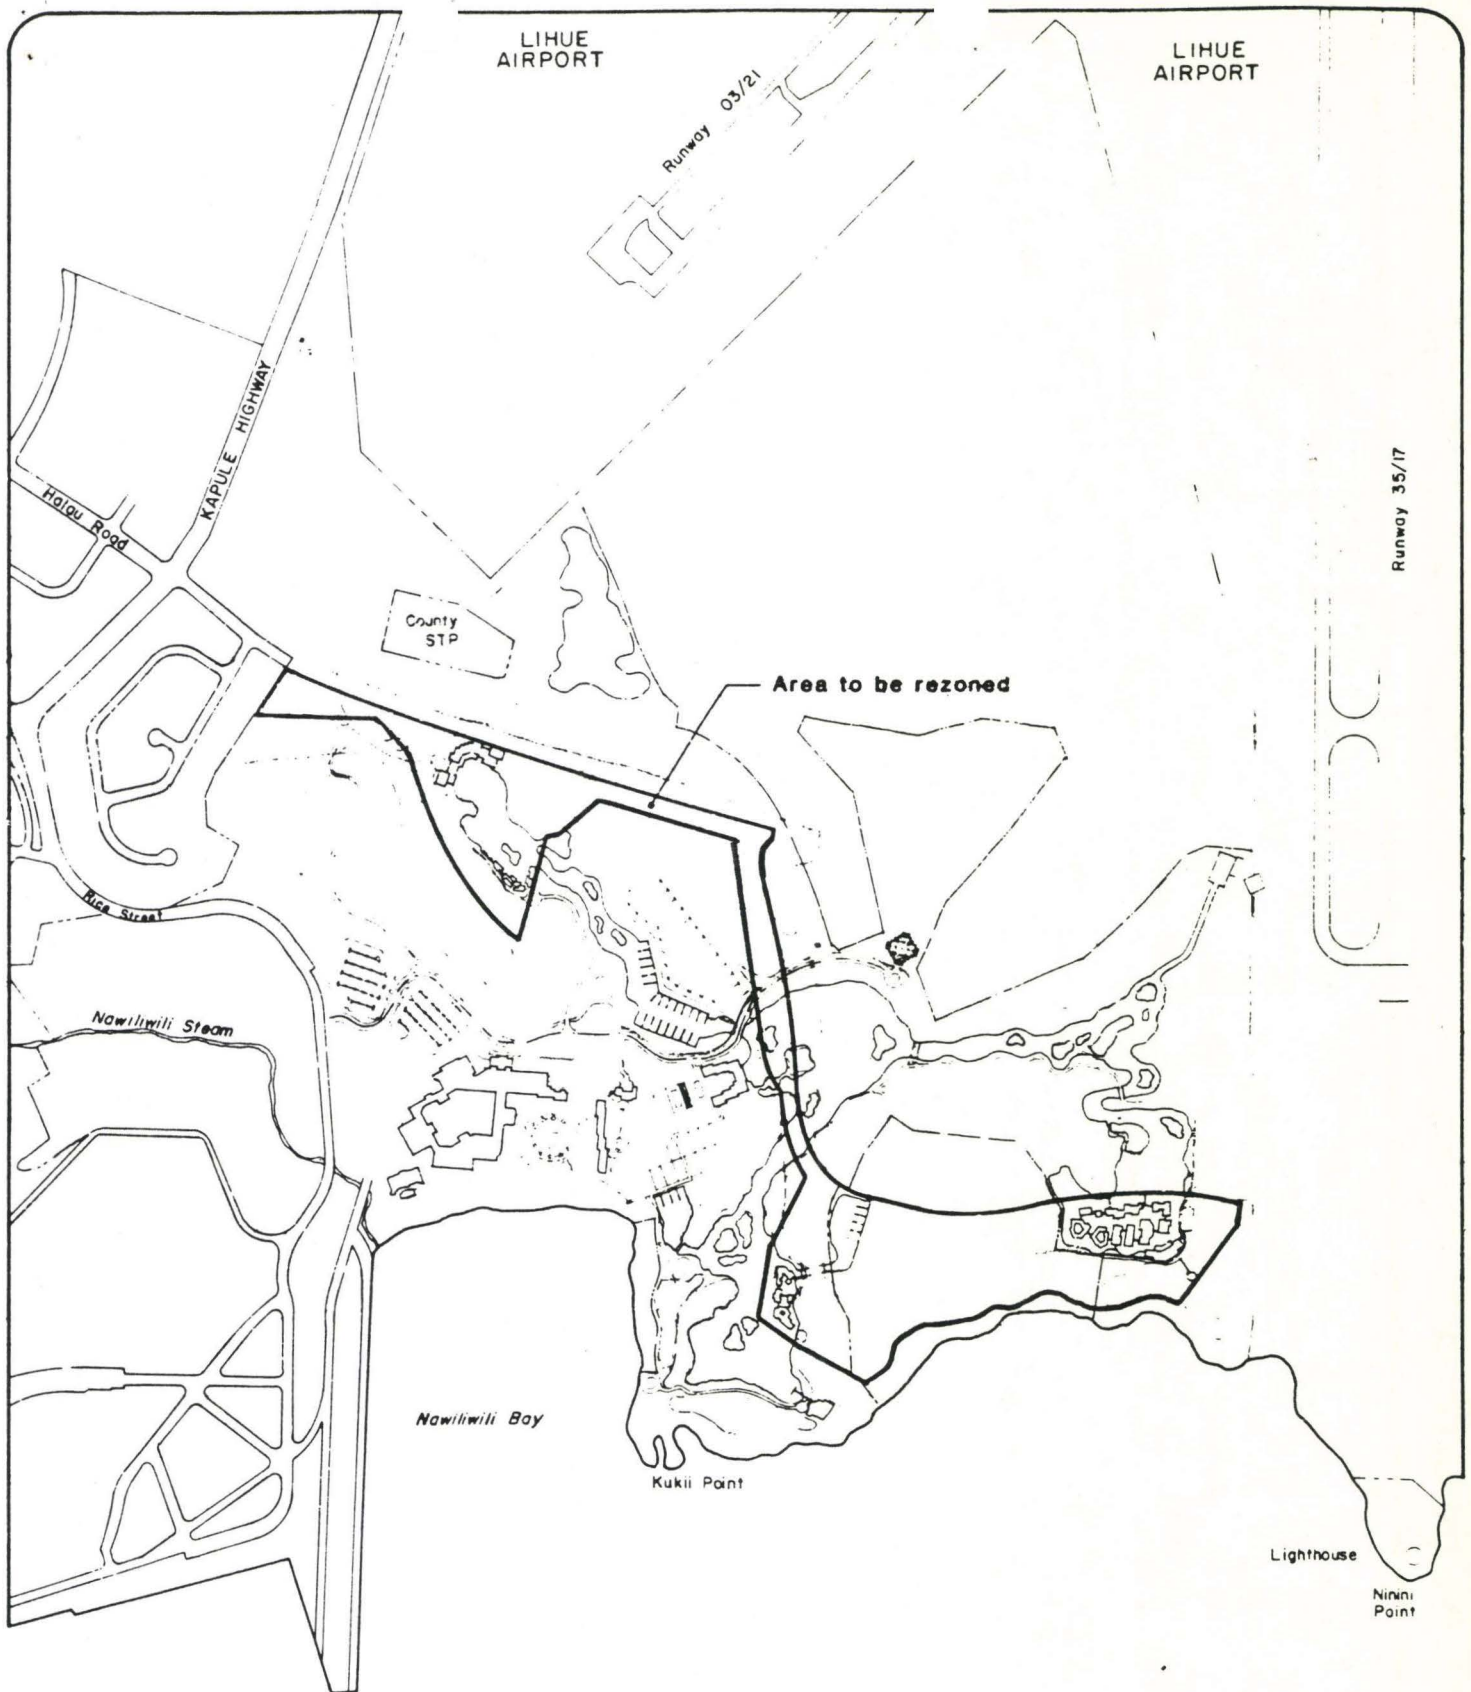 LIHUE
AIRPORT
LIHUE
AIRPORT
Runway 03/21
KAPULE HIGHWAY
Runway 35/17
Halau Road
County
STP
Area to be rezoned
Rice Street
Nawiliwili Steam
Nawiliwili Bay
Kukii Point
Lighthouse
Ninini
Point